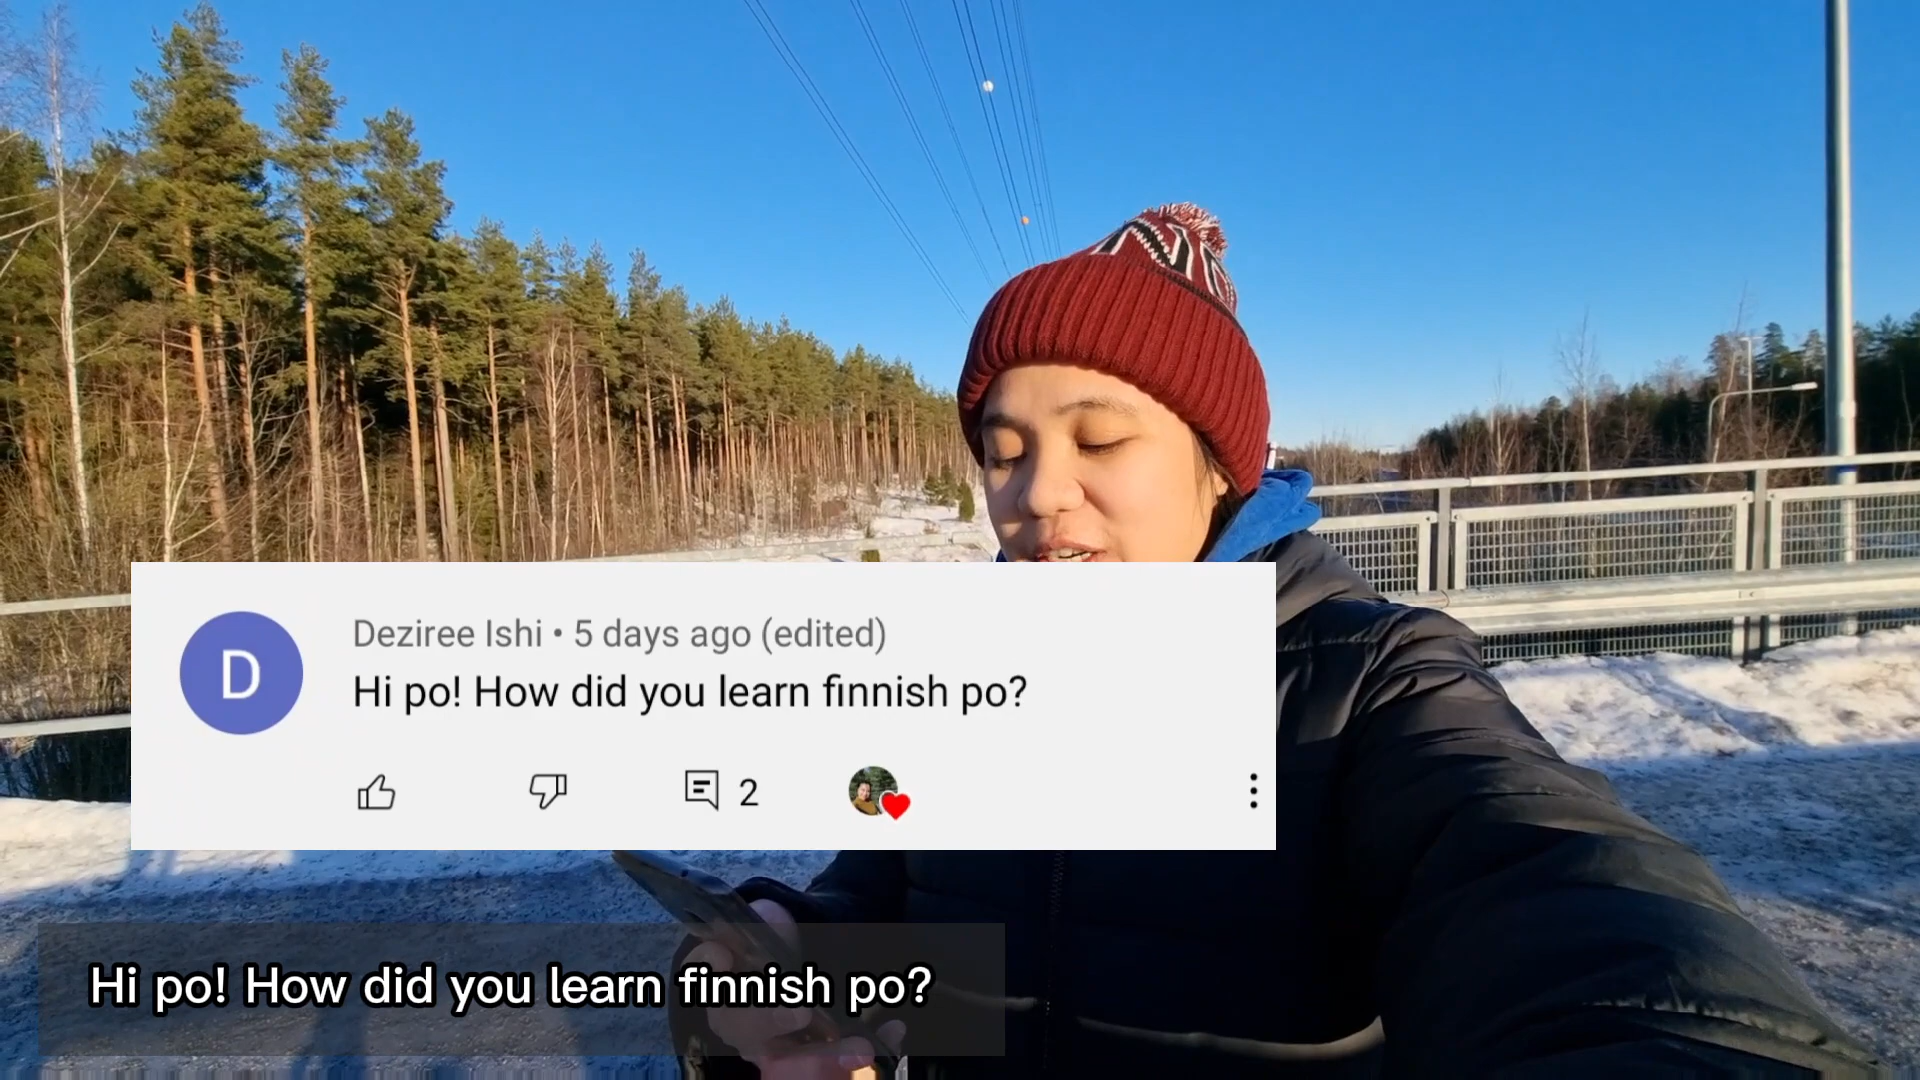 Deziree Ishi • 5 days ago (edited)
D
Hi po! How did you learn finnish po?
2
Hi po! How did you learn finnish po?